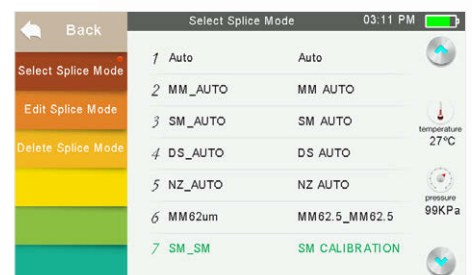 Back
Select Splice Mode
03:11 PM
Select Splice Mode
Edit Splice Mode
Delete Splice Mode
1 Auto Auto
2 MM_AUTO MM AUTO
3 SM_AUTO SM AUTO
4 DS_AUTO DS AUTO
5 NZ_AUTO NZ AUTO
6 MM62um MM62.5_MM62.5
7 SM_SM SM CALIBRATION
temperature
27°C
pressure
99KPa